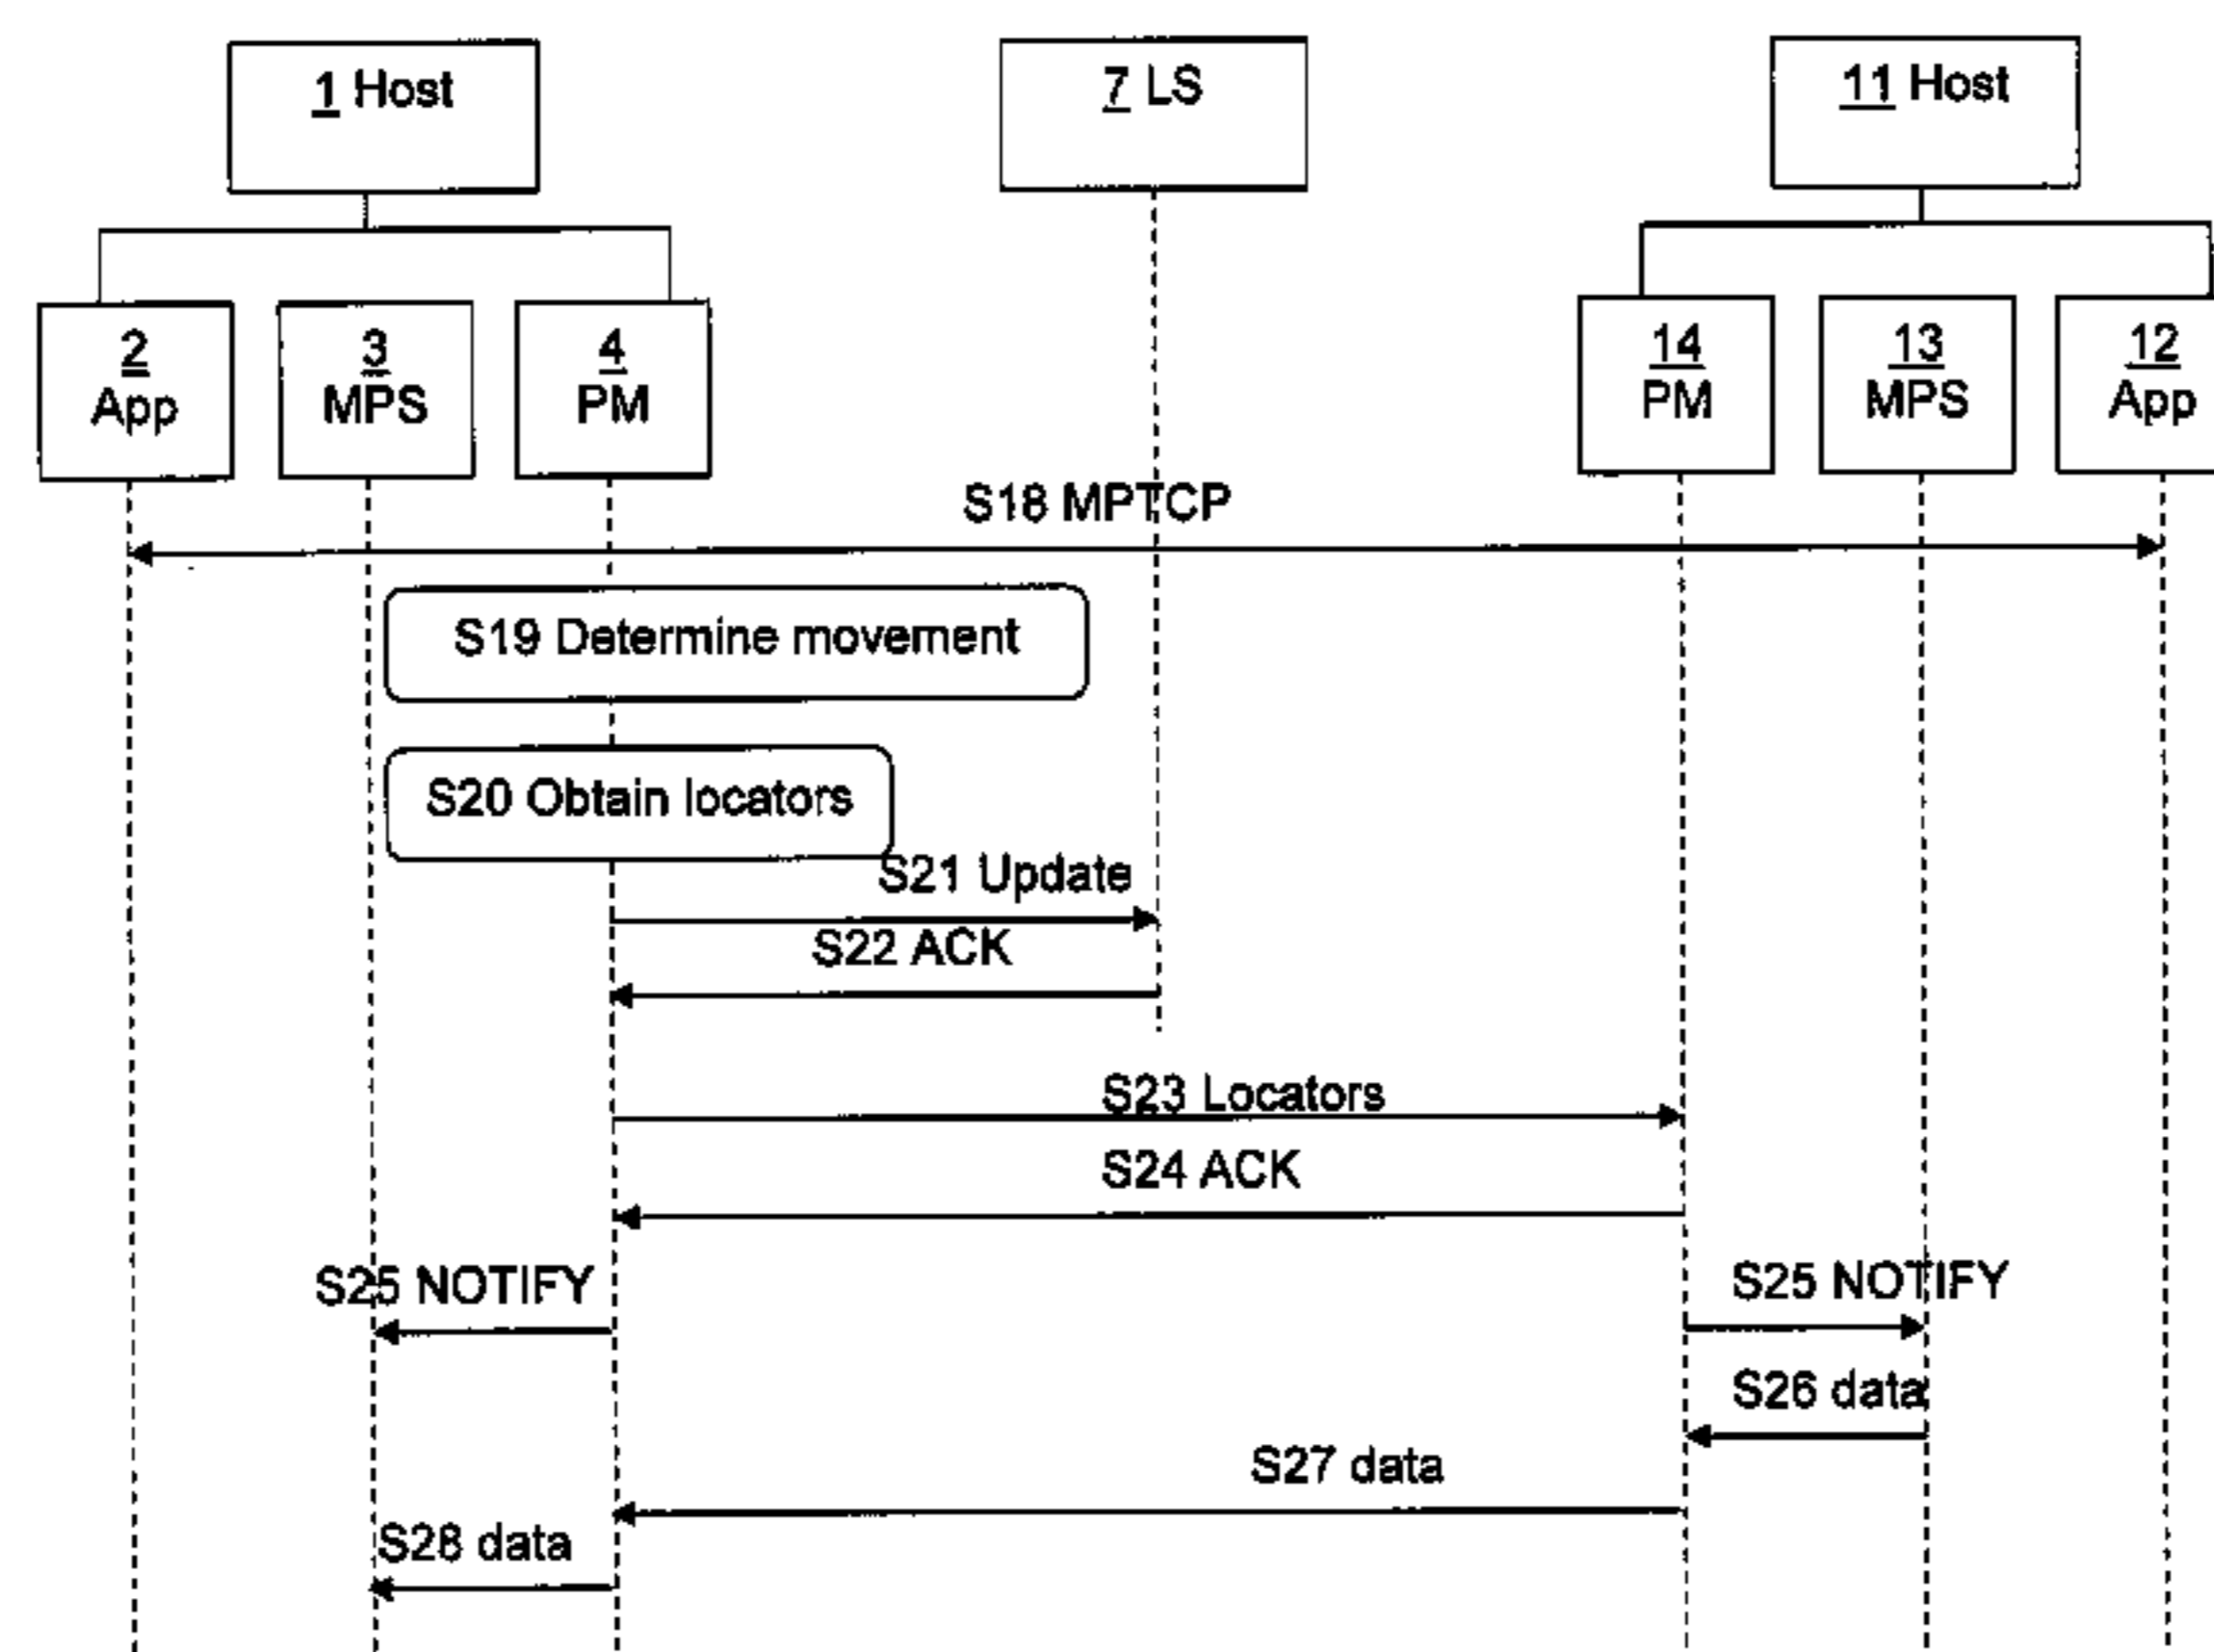 1 Host
7 LS
11 Host
2
App
3
MPS
4
PM
14
PM
13
MPS
12
App
S18 MPTCP
S19 Determine movement
S20 Obtain locators
S21 Update
S22 ACK
S23 Locators
S24 ACK
S25 NOTIFY
S25 NOTIFY
S26 data
S27 data
S28 data